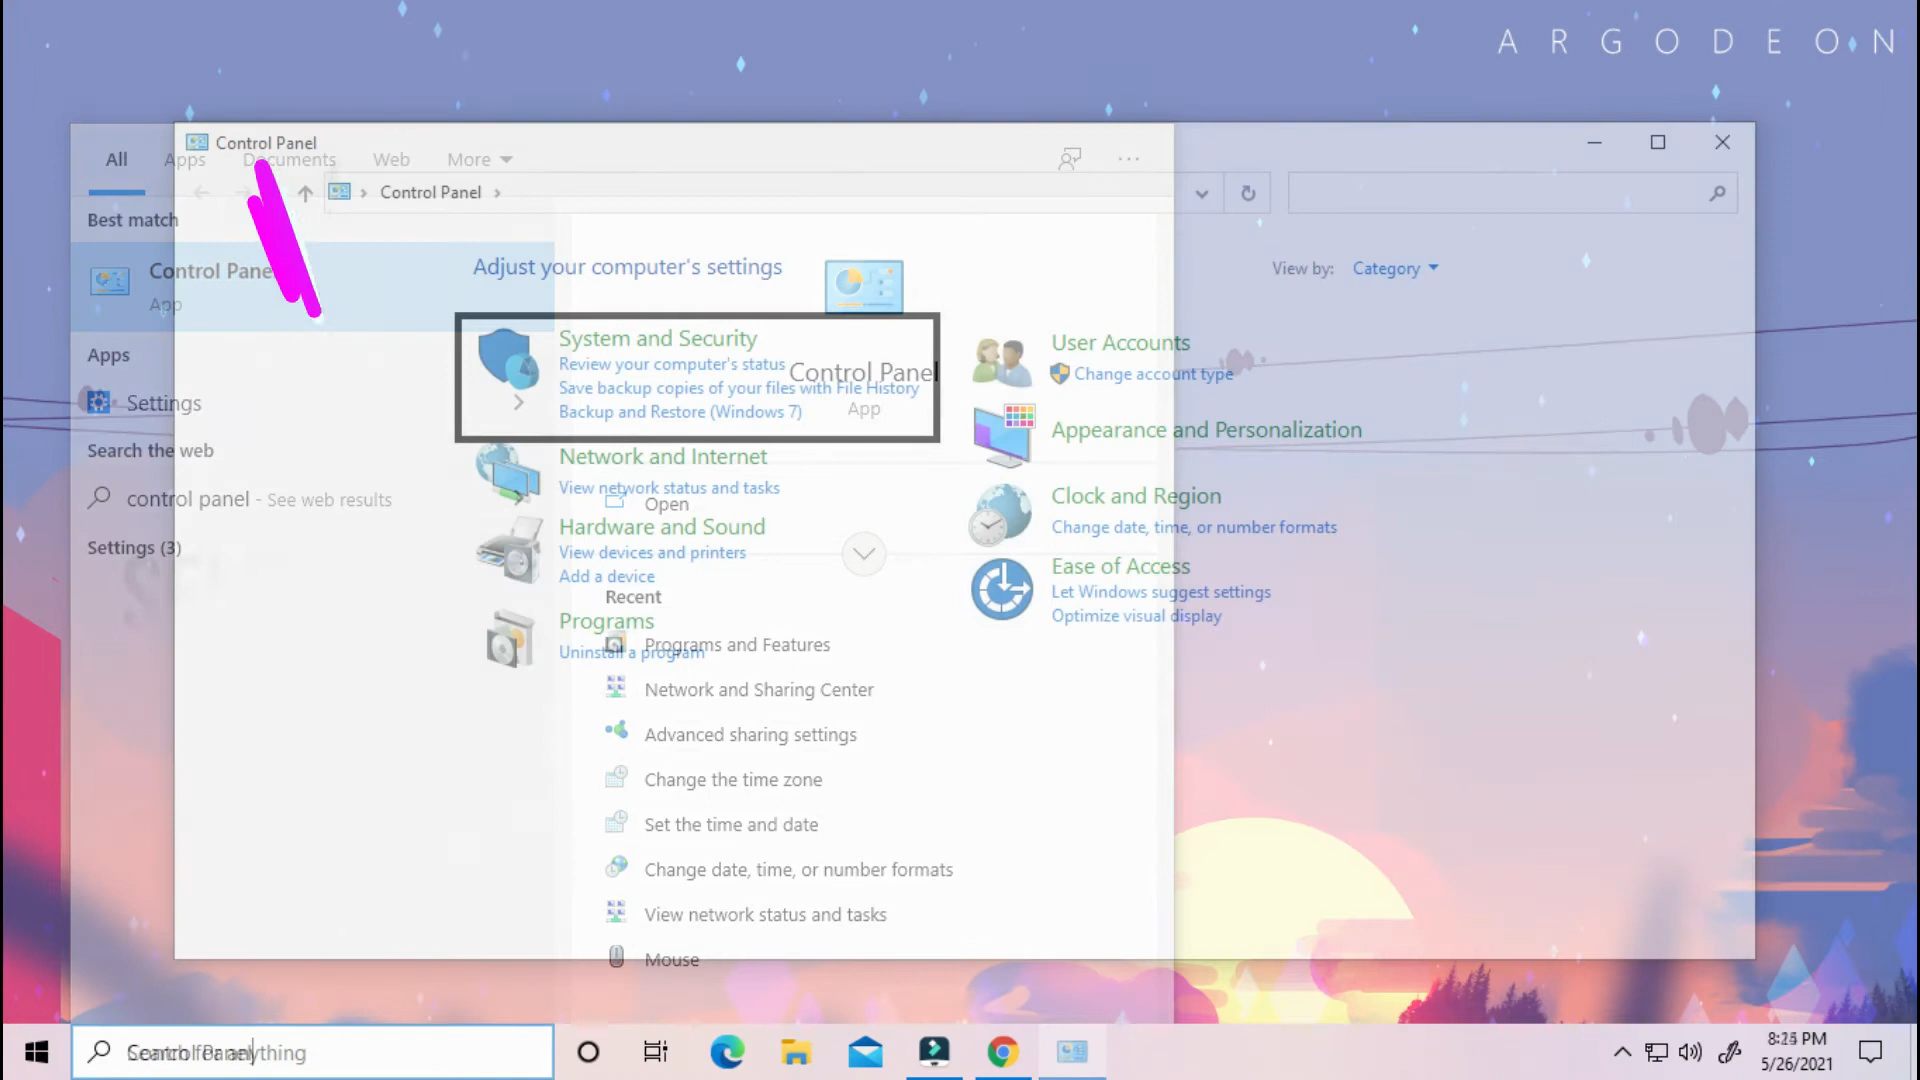 ARGODEON
Control Panel
All Apps Documents Web More
Control Panel
Best match
Control Panel
App
Adjust your computer's settings
View by: Category
System and Security
Review your computer's status
Save backup copies of your files with File History
Backup and Restore (Windows 7)
Control Panel
App
User Accounts
Change account type
Apps
Settings
Search the web
control panel - See web results
Settings (3)
Network and Internet
View network status and tasks
Open
Hardware and Sound
View devices and printers
Add a device
Recent
Programs
Uninstall a program
Appearance and Personalization
Clock and Region
Change date, time, or number formats
Ease of Access
Let Windows suggest settings
Optimize visual display
Programs and Features
Network and Sharing Center
Advanced sharing settings
Change the time zone
Set the time and date
Change date, time, or number formats
View network status and tasks
Mouse
Control Panel
5/26/2021